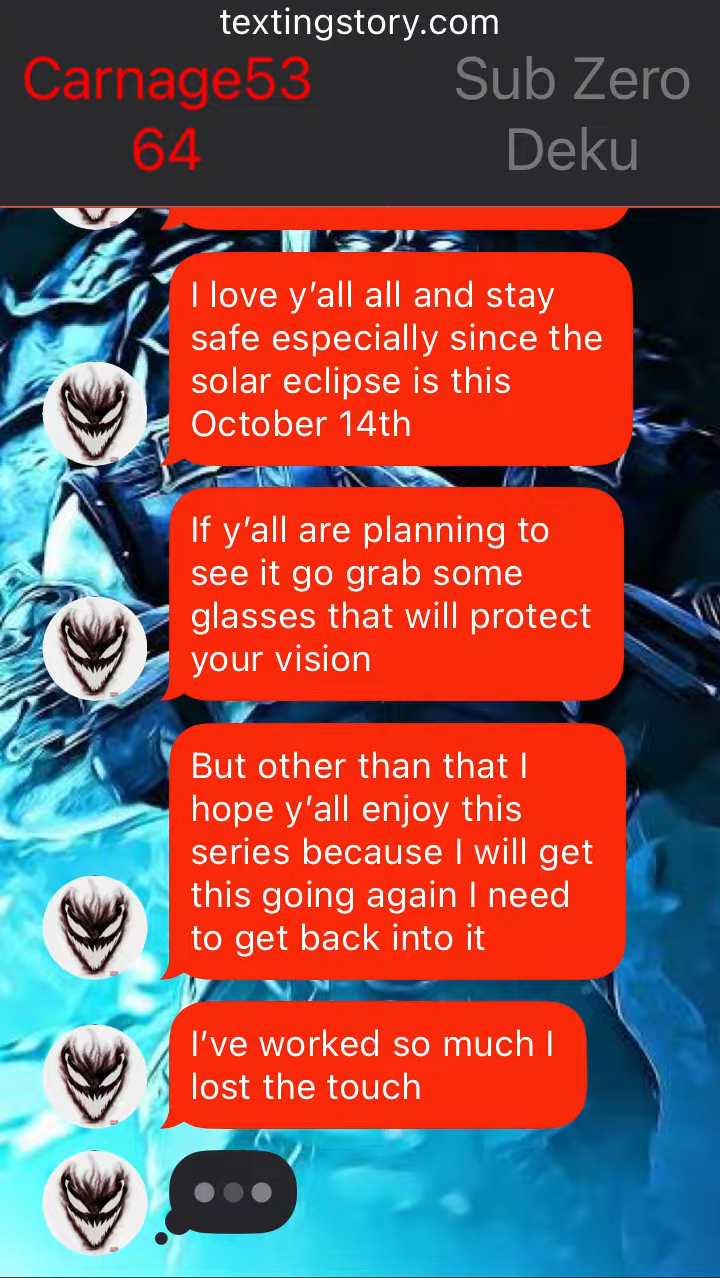 textingstory.com
Carnage53 Sub Zero
64 Deku
I love y’all all and stay
safe especially since the
solar eclipse is this
October 14th
If y’all are planning to
see it go grab some
glasses that will protect
your vision
But other than that I
hope y’all enjoy this
series because I will get
this going again I need
to get back into it
I’ve worked so much I
lost the touch